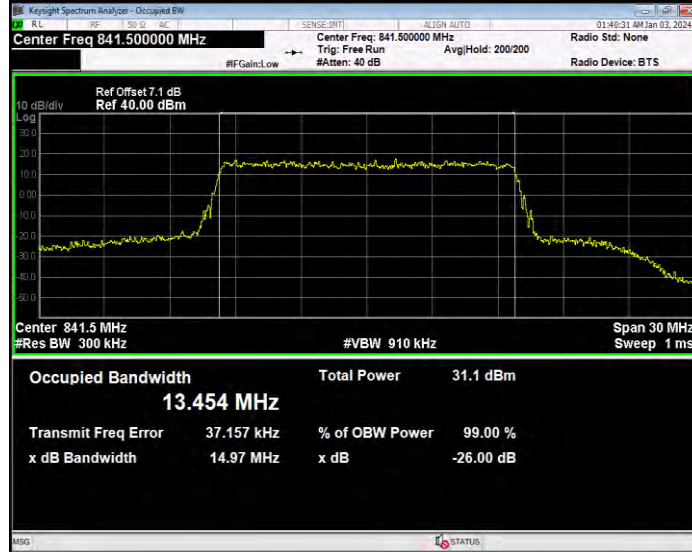 Keysight Spectrum Analyzer - Occupied BW
RL RF 50 Ω AC SENSE:INT ALIGN AUTO 01:40:31 AM Jan 03, 2024
Center Freq 841.500000 MHz Center Freq: 841.500000 MHz Radio Std: None
Trig: Free Run Avg|Hold: 200/200
#IFGain:Low #Atten: 40 dB Radio Device: BTS
Ref Offset 7.1 dB
10 dB/div Ref 40.00 dBm
Log
30.0
20.0
10.0
0.00
-10.0
-20.0
-30.0
-40.0
-50.0
Center 841.5 MHz Span 30 MHz
#Res BW 300 kHz #VBW 910 kHz Sweep 1 ms
Occupied Bandwidth Total Power 31.1 dBm
13.454 MHz
Transmit Freq Error 37.157 kHz % of OBW Power 99.00 %
x dB Bandwidth 14.97 MHz x dB -26.00 dB
MSG STATUS